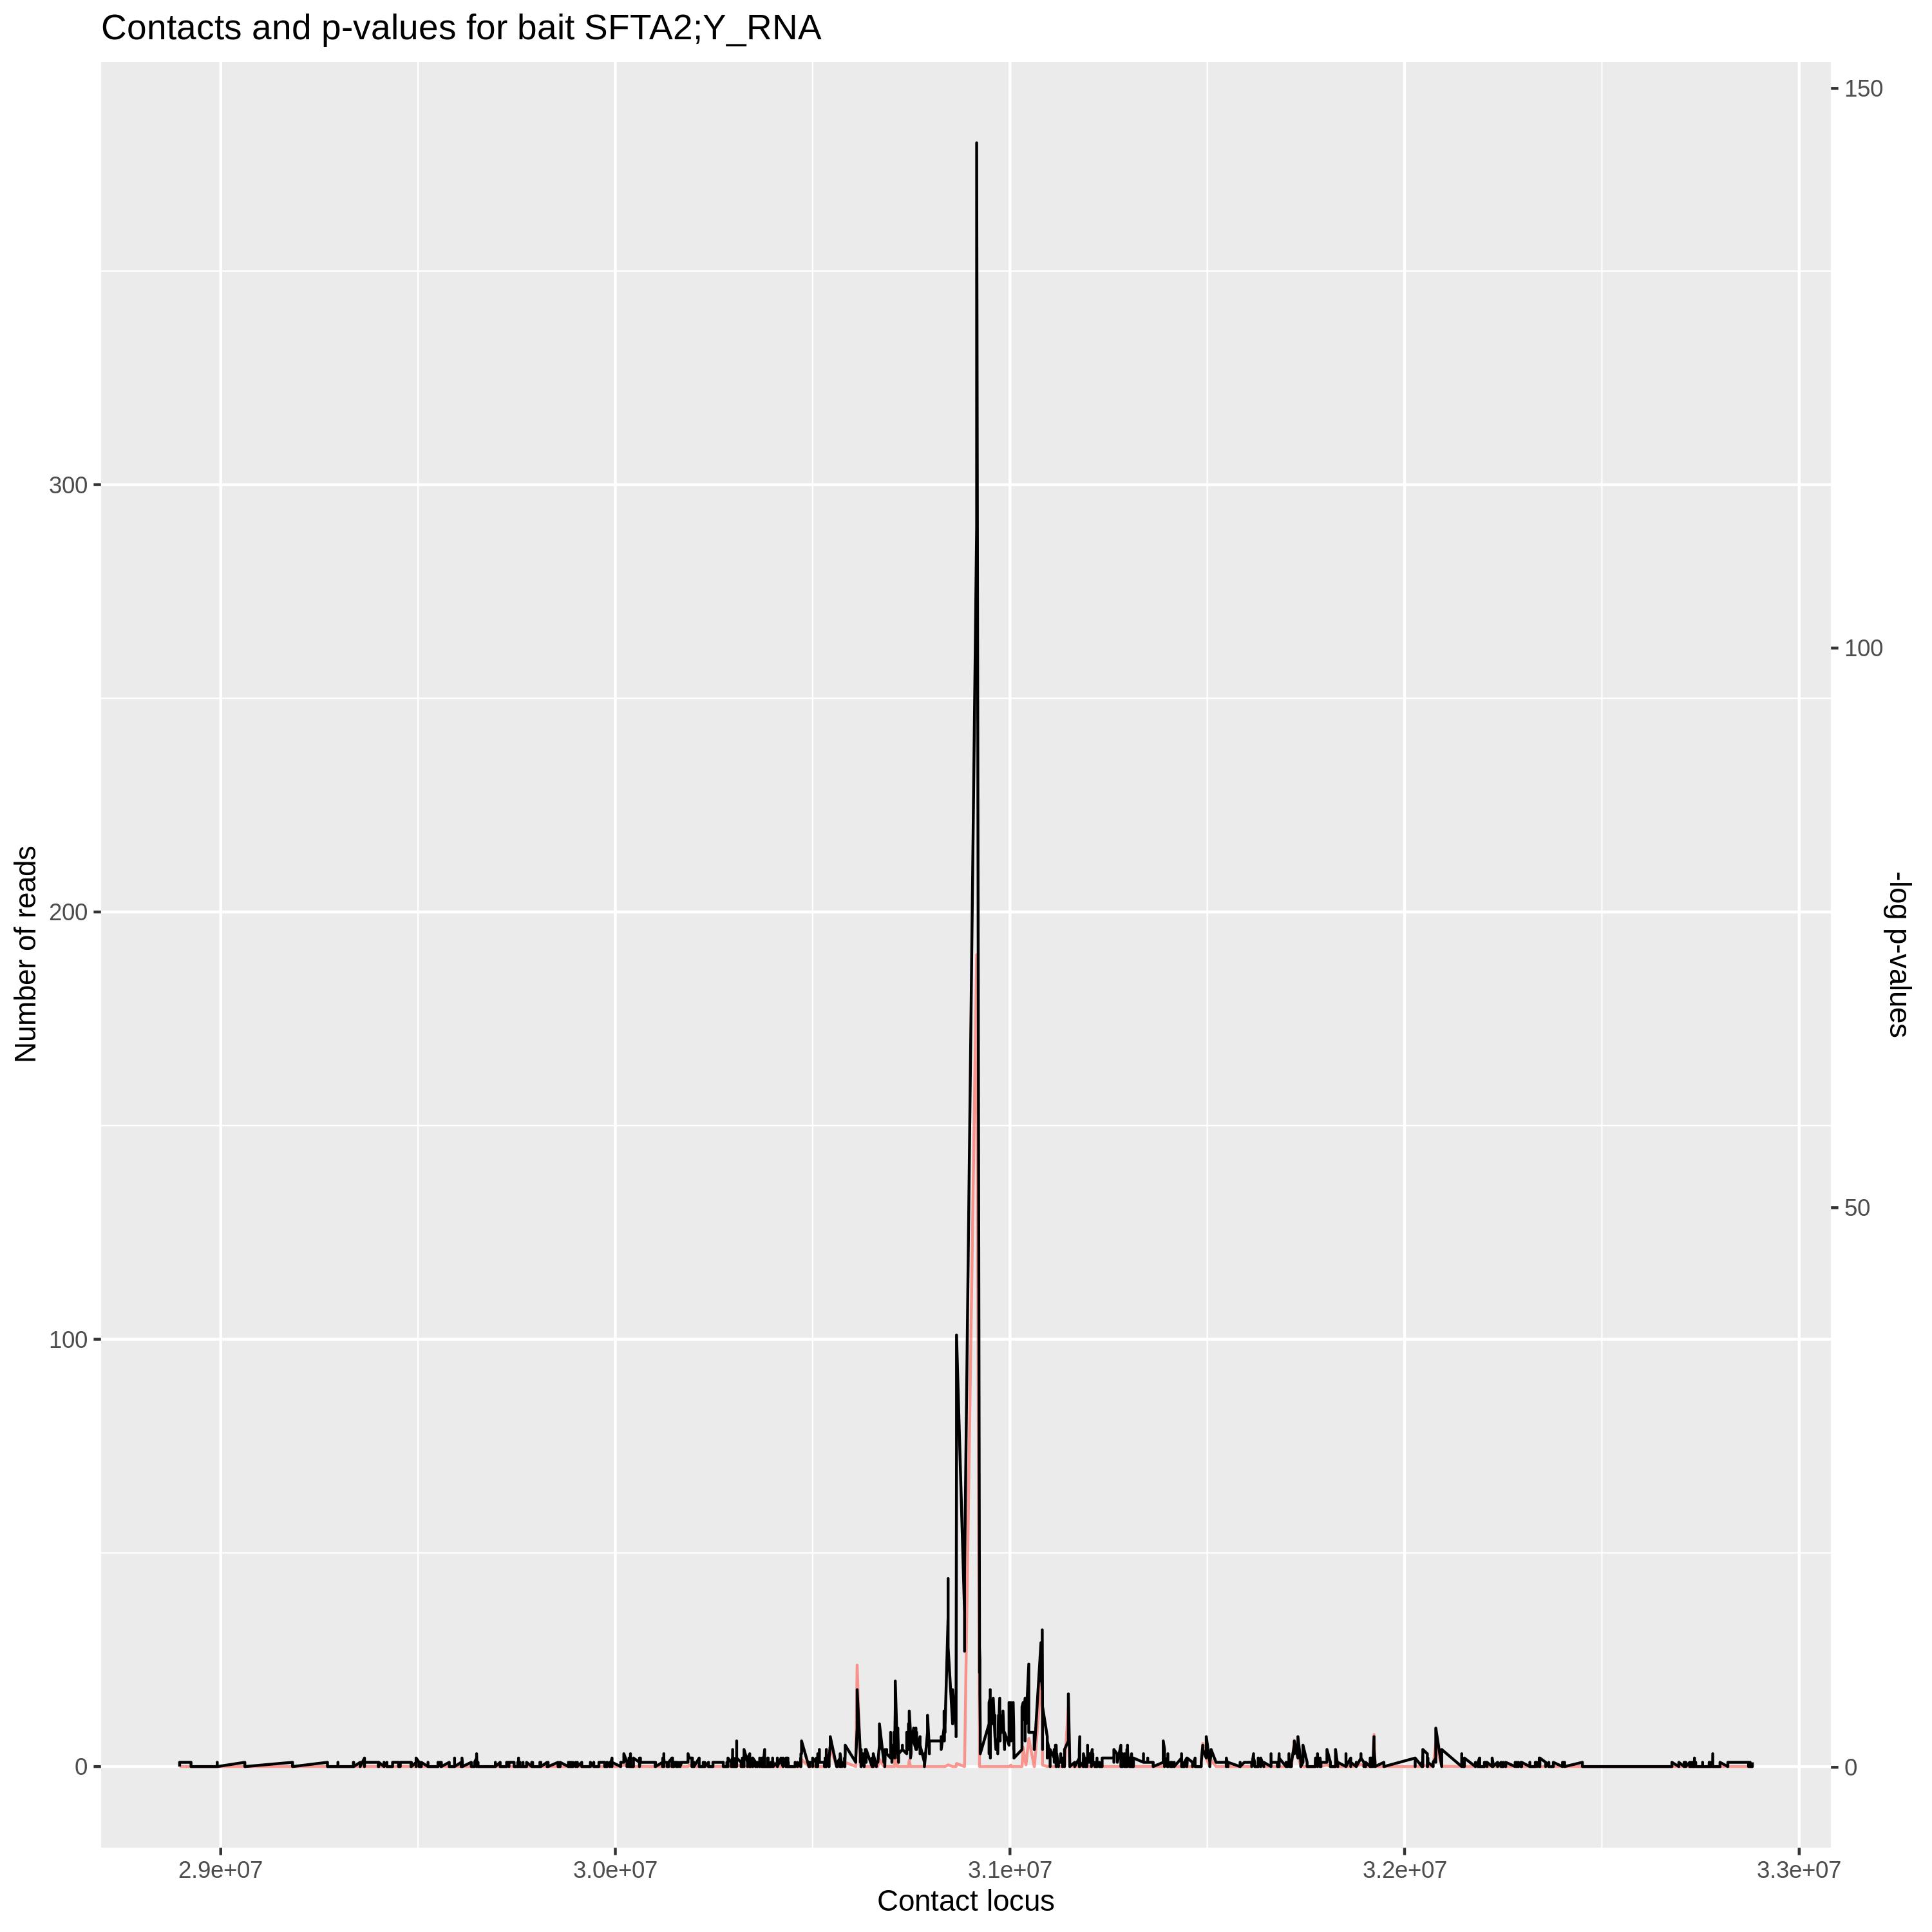 Contacts and p-values for bait SFTA2;Y_RNA
Number of reads
300
200
100
0
150
100
50
0
-log p-values
2.9e+07
3.0e+07
3.1e+07
3.2e+07
3.3e+07
Contact locus